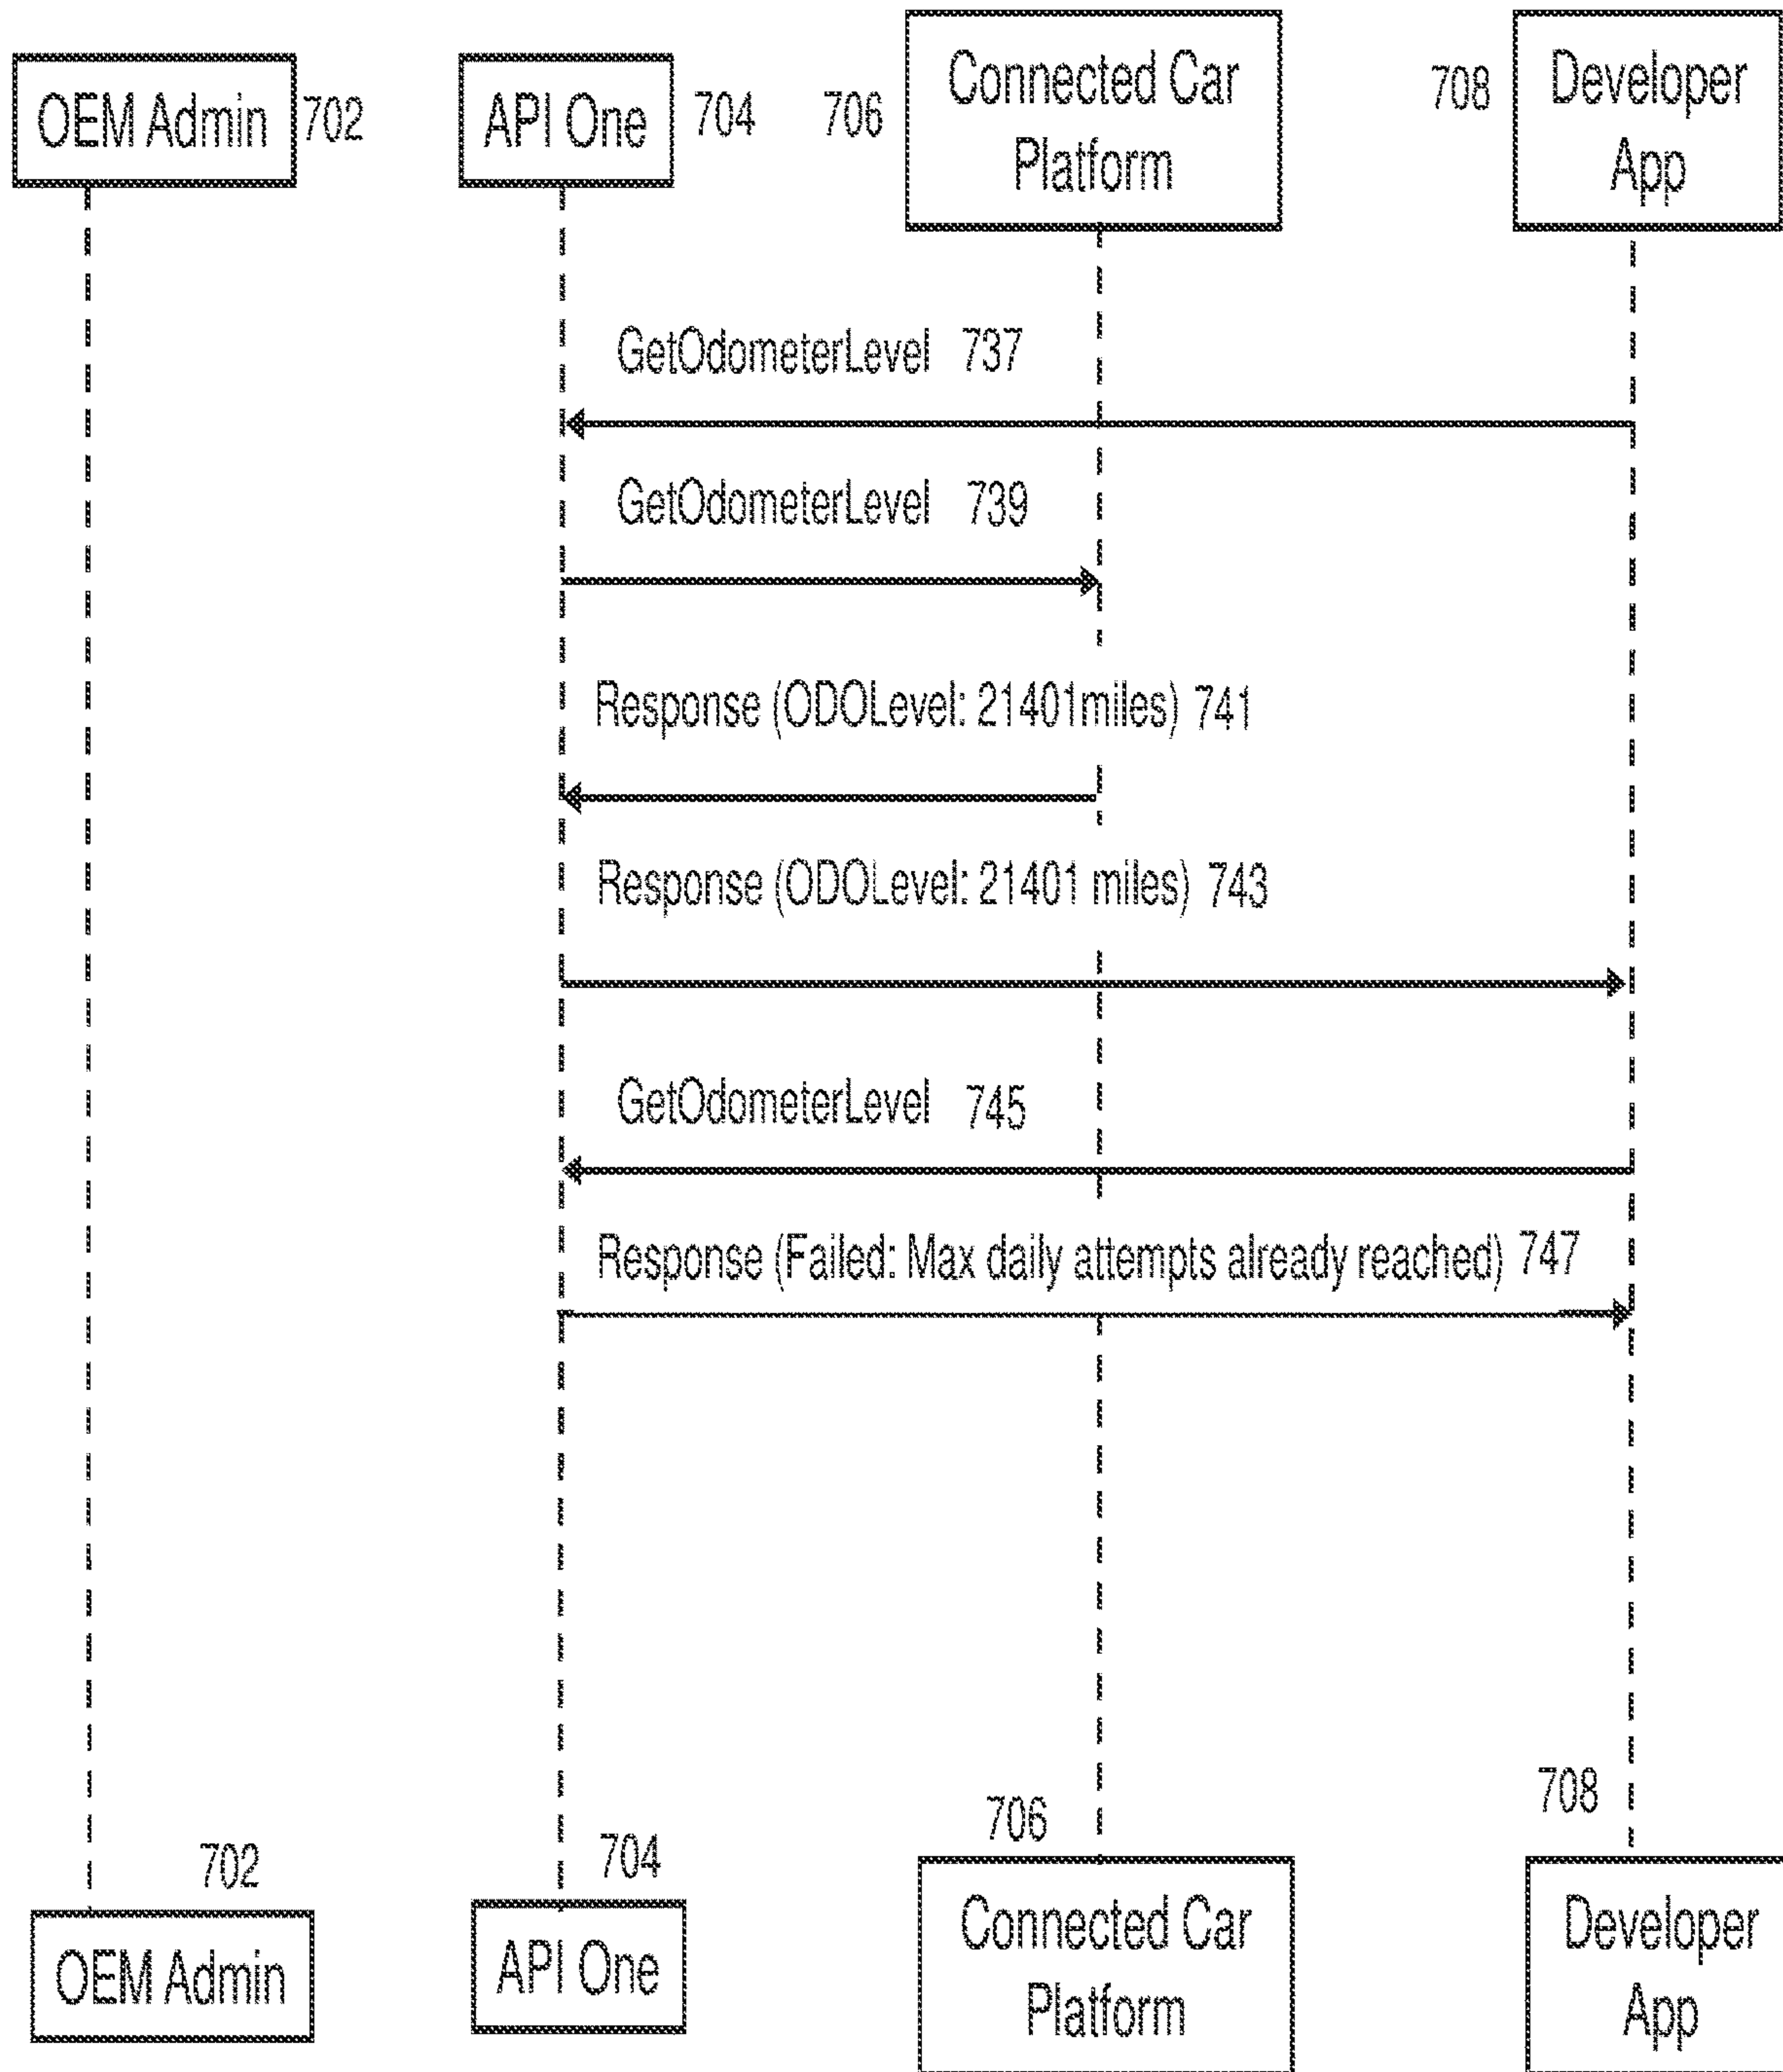 OEM Admin 702
API One 704
706 Connected Car
Platform
708 Developer
App
GetOdometerLevel 737
GetOdometerLevel 739
Response (ODOLevel: 21401miles) 741
Response (ODOLevel: 21401 miles) 743
GetOdometerLevel 745
Response (Failed: Max daily attempts already reached) 747
702
OEM Admin
704
API One
706
Connected Car
Platform
708
Developer
App